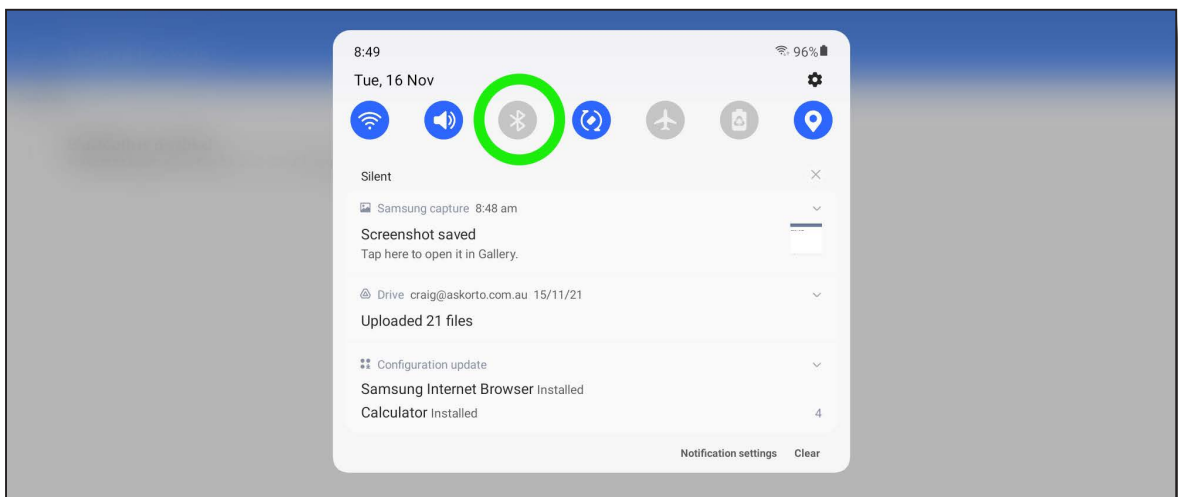 8:49 96%
Tue, 16 Nov
Silent
Samsung capture 8:48 am
Screenshot saved
Tap here to open it in Gallery.
Drive craig@askorto.com.au 15/11/21
Uploaded 21 files
Configuration update
Samsung Internet Browser Installed
Calculator Installed 4
Notification settings Clear